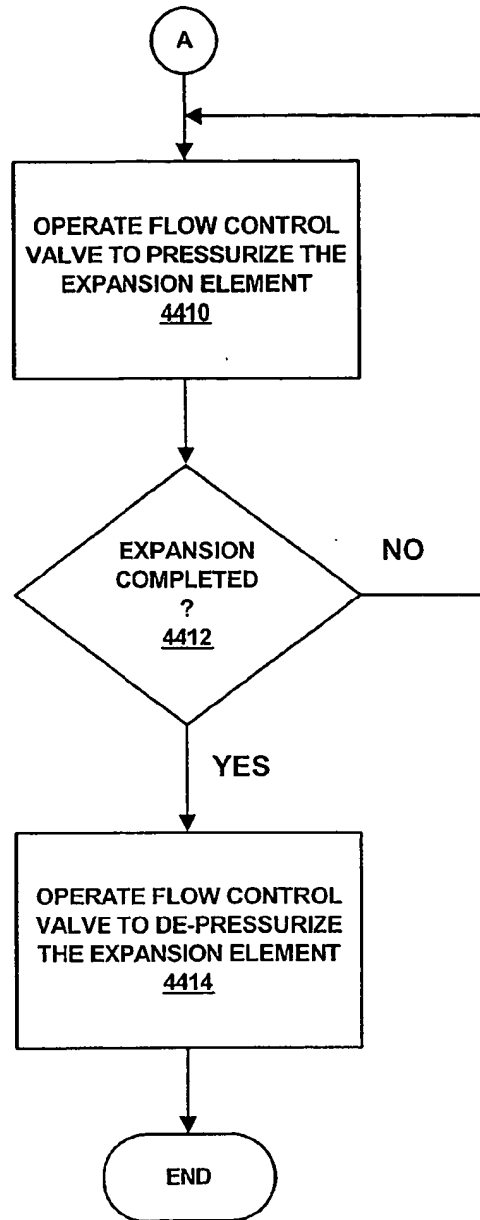 A
OPERATE FLOW CONTROL
VALVE TO PRESSURIZE THE
EXPANSION ELEMENT
4410
EXPANSION
COMPLETED
?
4412
NO
YES
OPERATE FLOW CONTROL
VALVE TO DE-PRESSURIZE
THE EXPANSION ELEMENT
4414
END